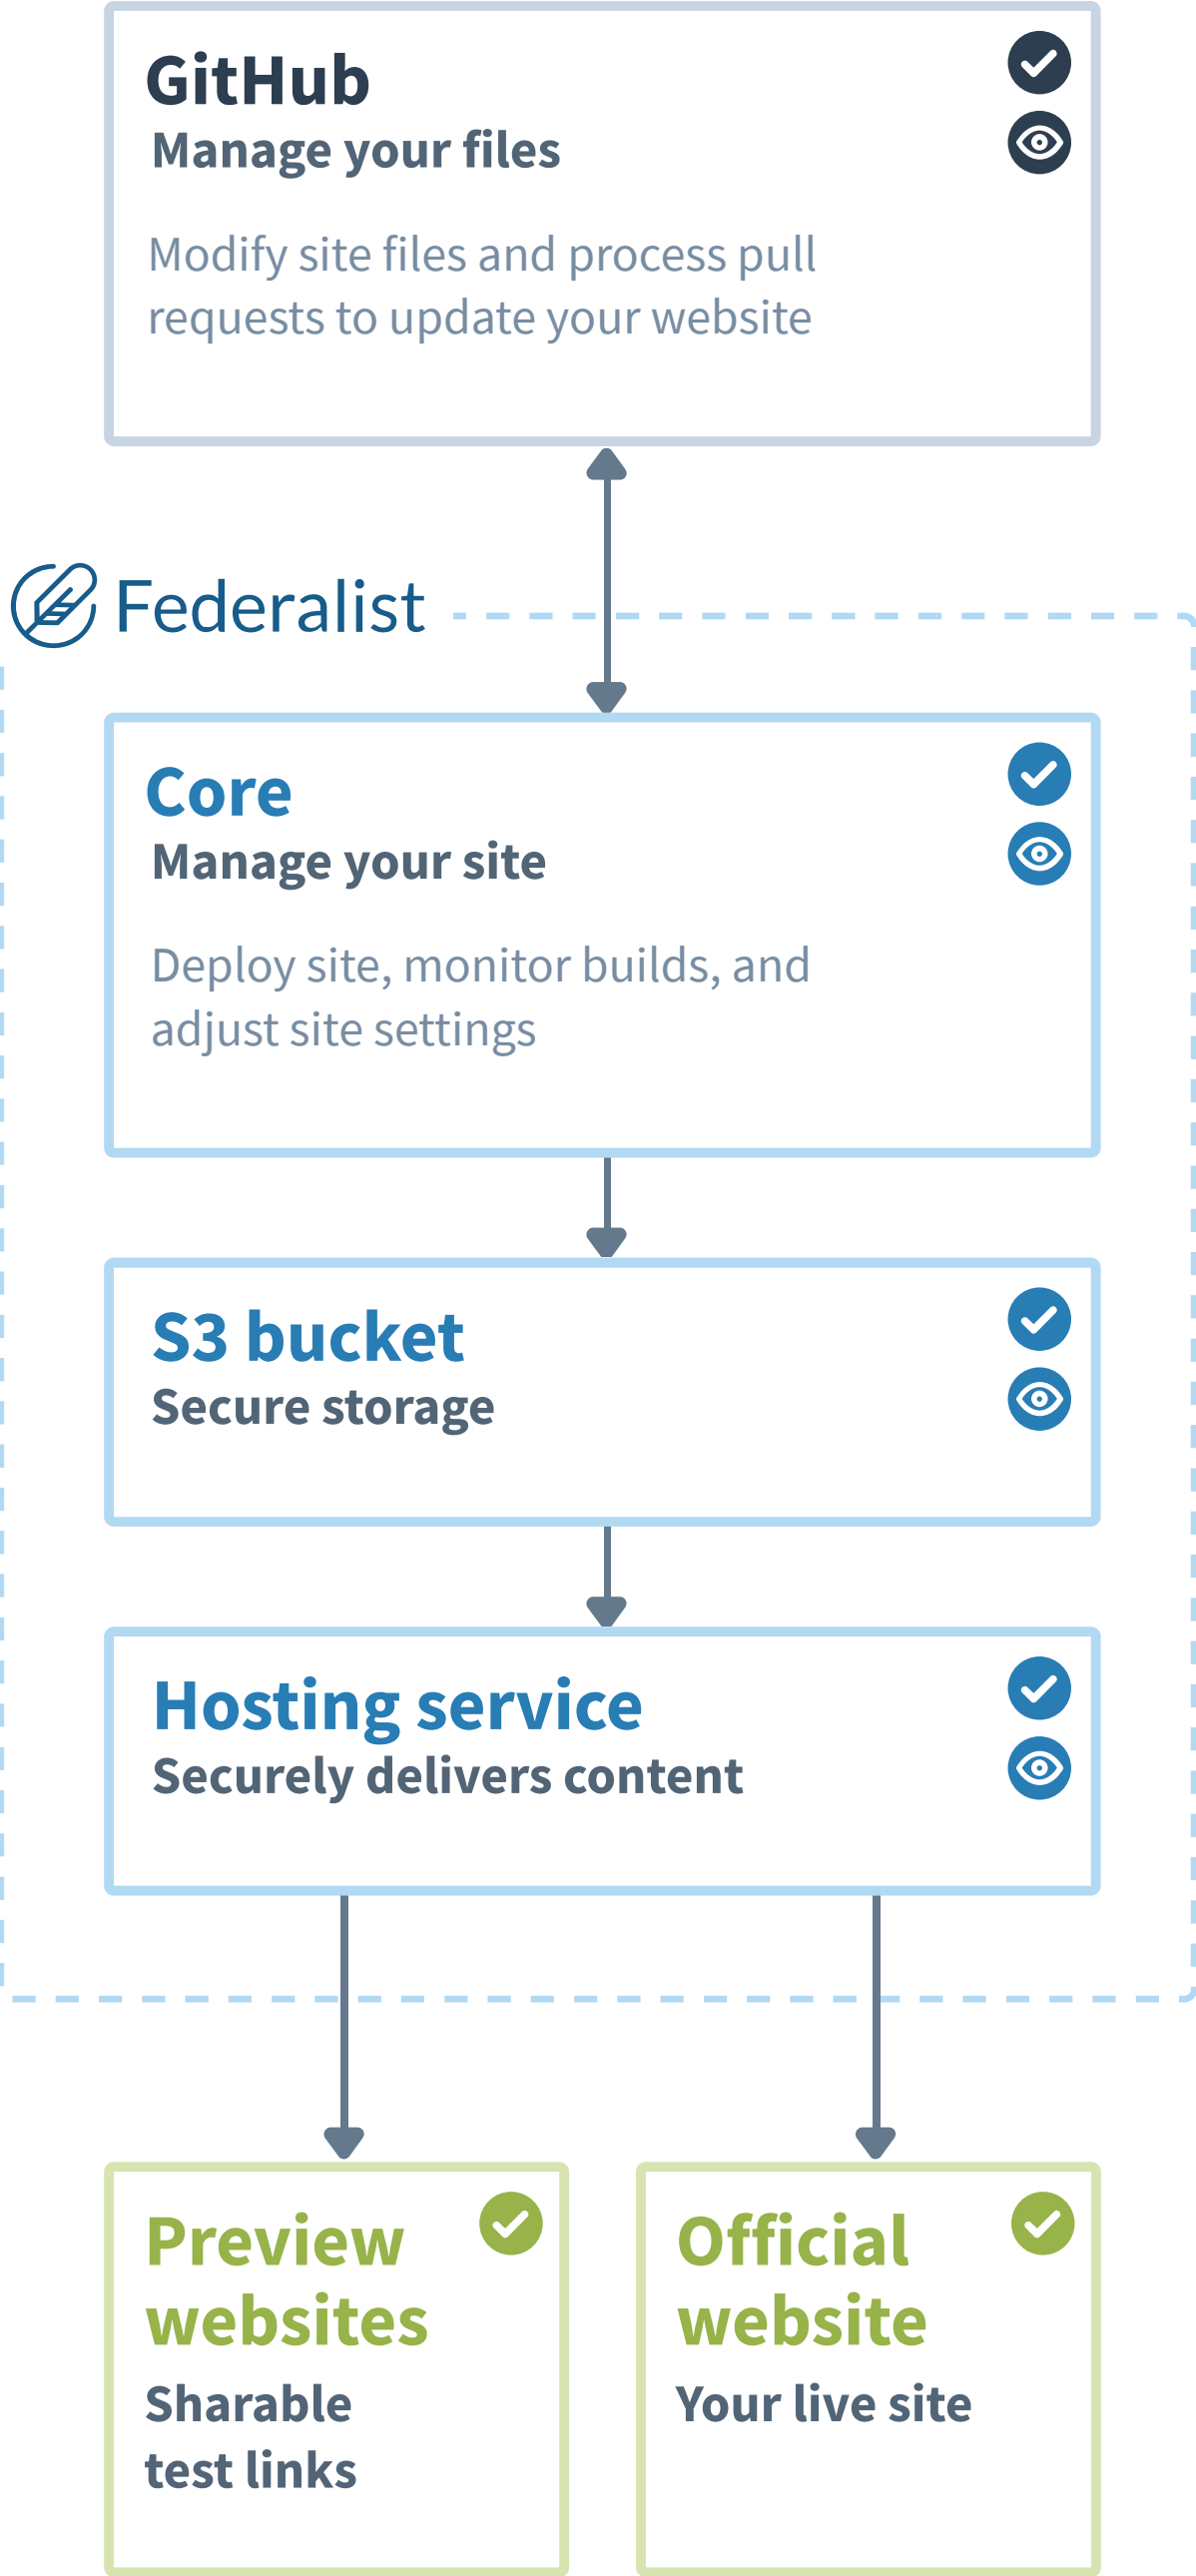 GitHub
Manage your files
Modify site files and process pull
requests to update your website
Federalist
Core
Manage your site
Deploy site, monitor builds, and
adjust site settings
S3 bucket
Secure storage
Hosting service
Securely delivers content
Preview
websites
Sharable
test links
Official
website
Your live site